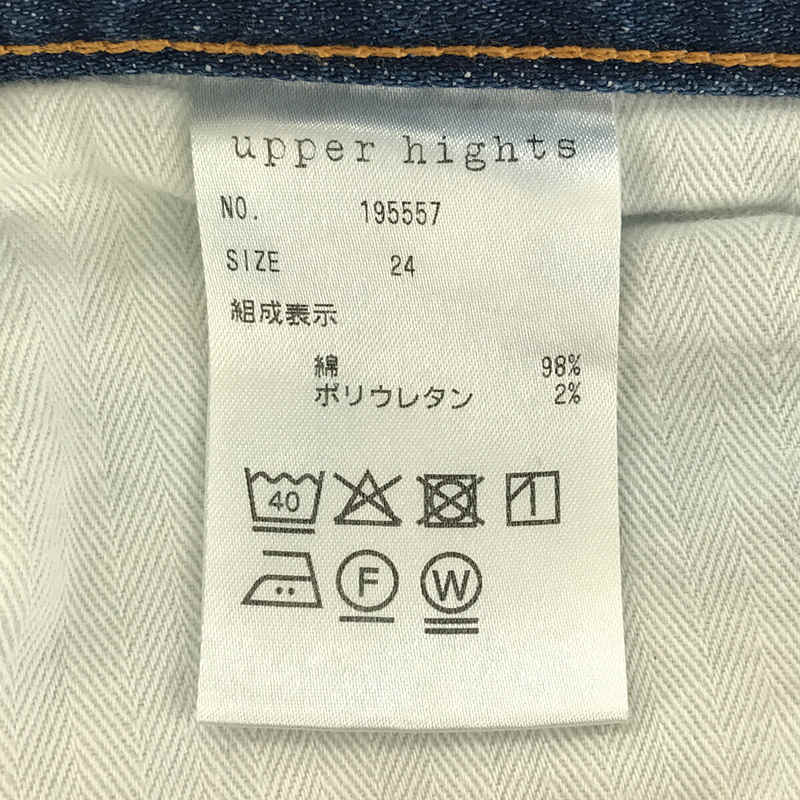 upper hights
NO. 195557
SIZE 24
組成表示
綿 98%
ポリウレタン 2%
40
F W